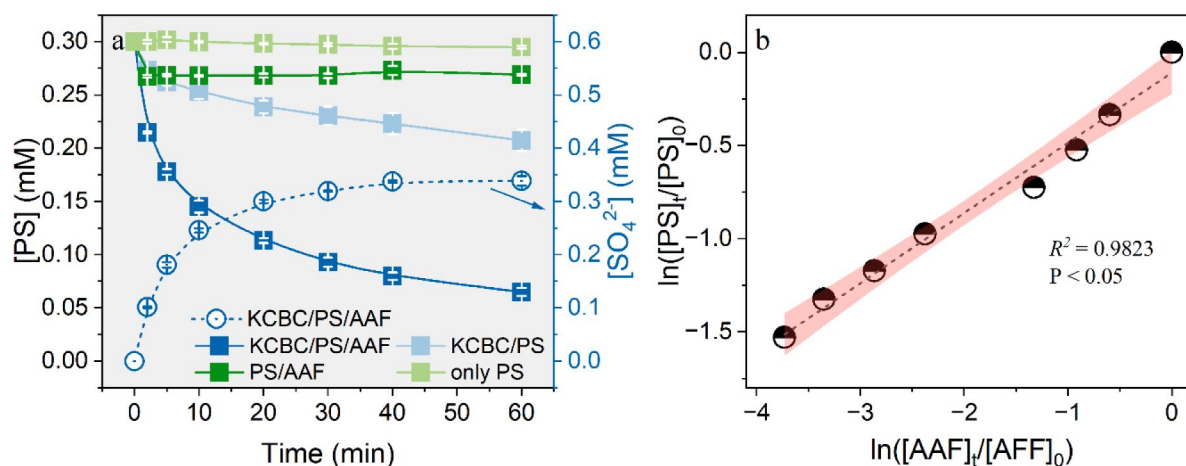 a
[PS] (mM)
0.30
0.25
0.20
0.15
0.10
0.05
0.00
0.6
0.5
0.4
0.3
0.2
0.1
0.0
[SO₄²⁻] (mM)
KCBC/PS/AAF
KCBC/PS/AAF KCBC/PS
PS/AAF only PS
0 10 20 30 40 50 60
Time (min)
b
ln([PS]ₜ/[PS]₀)
0.0
−0.5
−1.0
−1.5
R² = 0.9823
P < 0.05
−4 −3 −2 −1 0
ln([AAF]ₜ/[AFF]₀)